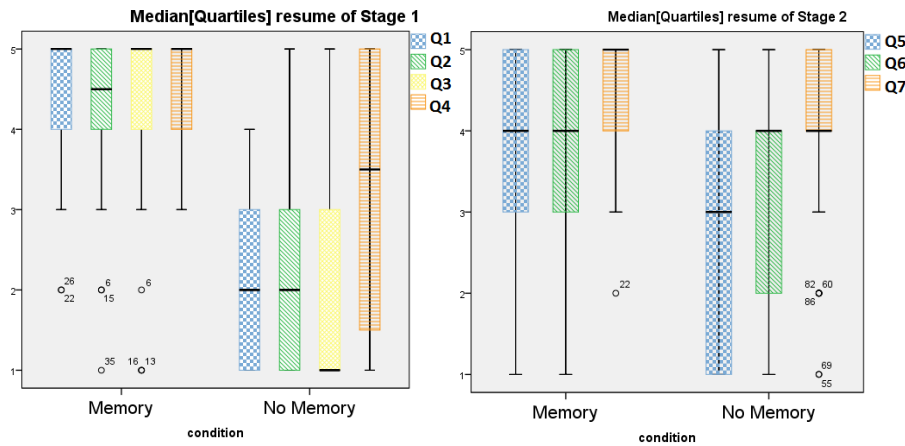 Median[Quartiles] resume of Stage 1
Q1
Q2
Q3
Q4
5
4
3
2
1
26
22
6
15
6
35
16 13
Memory
No Memory
condition
Median[Quartiles] resume of Stage 2
Q5
Q6
Q7
5
4
3
2
1
22
82 60
86
69
55
Memory
No Memory
condition